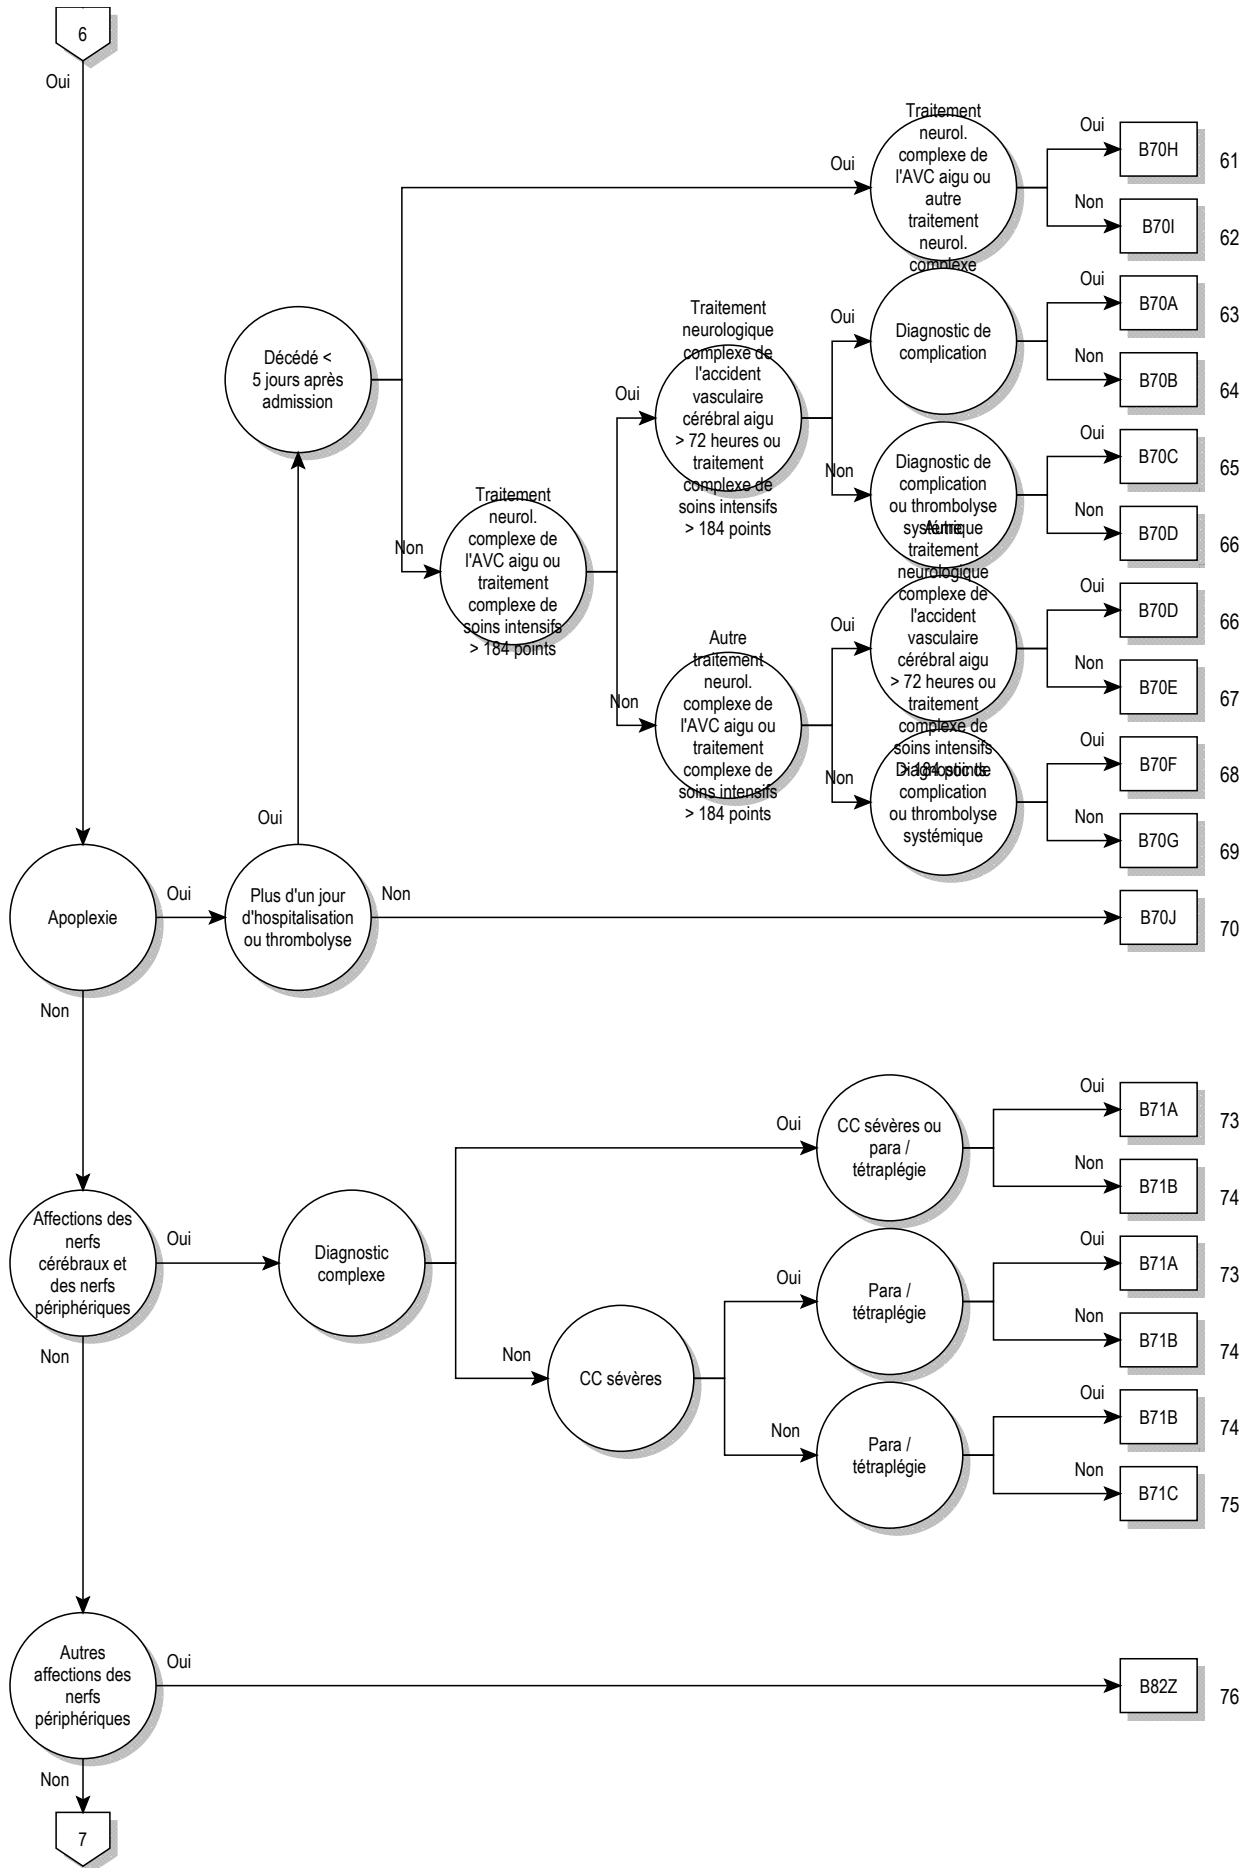 6
Oui
Traitement
neurol.
complexe de
l'AVC aigu ou
autre
traitement
neurol.
complexe
Oui
Oui
B70H
61
Non
B70I
62
Décédé <
5 jours après
admission
Non
Traitement
neurol.
complexe de
l'AVC aigu ou
traitement
complexe de
soins intensifs
> 184 points
Oui
Traitement
neurologique
complexe de
l'accident
vasculaire
cérébral aigu
> 72 heures ou
traitement
complexe de
soins intensifs
> 184 points
Oui
Diagnostic de
complication
Oui
B70A
63
Non
B70B
64
Non
Diagnostic de
complication
ou thrombolyse
systémique
Oui
B70C
65
Non
B70D
66
Non
Autre
traitement
neurol.
complexe de
l'AVC aigu ou
traitement
complexe de
soins intensifs
> 184 points
Oui
Autre
traitement
neurologique
complexe de
l'accident
vasculaire
cérébral aigu
> 72 heures ou
traitement
complexe de
soins intensifs
> 184 points
Oui
B70D
66
Non
B70E
67
Non
Diagnostic de
complication
ou thrombolyse
systémique
Oui
B70F
68
Non
B70G
69
Oui
Apoplexie
Oui
Plus d'un jour
d'hospitalisation
ou thrombolyse
Non
B70J
70
Non
Affections des
nerfs
cérébraux et
des nerfs
périphériques
Oui
Diagnostic
complexe
Oui
CC sévères ou
para /
tétraplégie
Oui
B71A
73
Non
B71B
74
Non
CC sévères
Oui
Para /
tétraplégie
Oui
B71A
73
Non
B71B
74
Non
Para /
tétraplégie
Oui
B71B
74
Non
B71C
75
Non
Autres
affections des
nerfs
périphériques
Oui
B82Z
76
Non
7